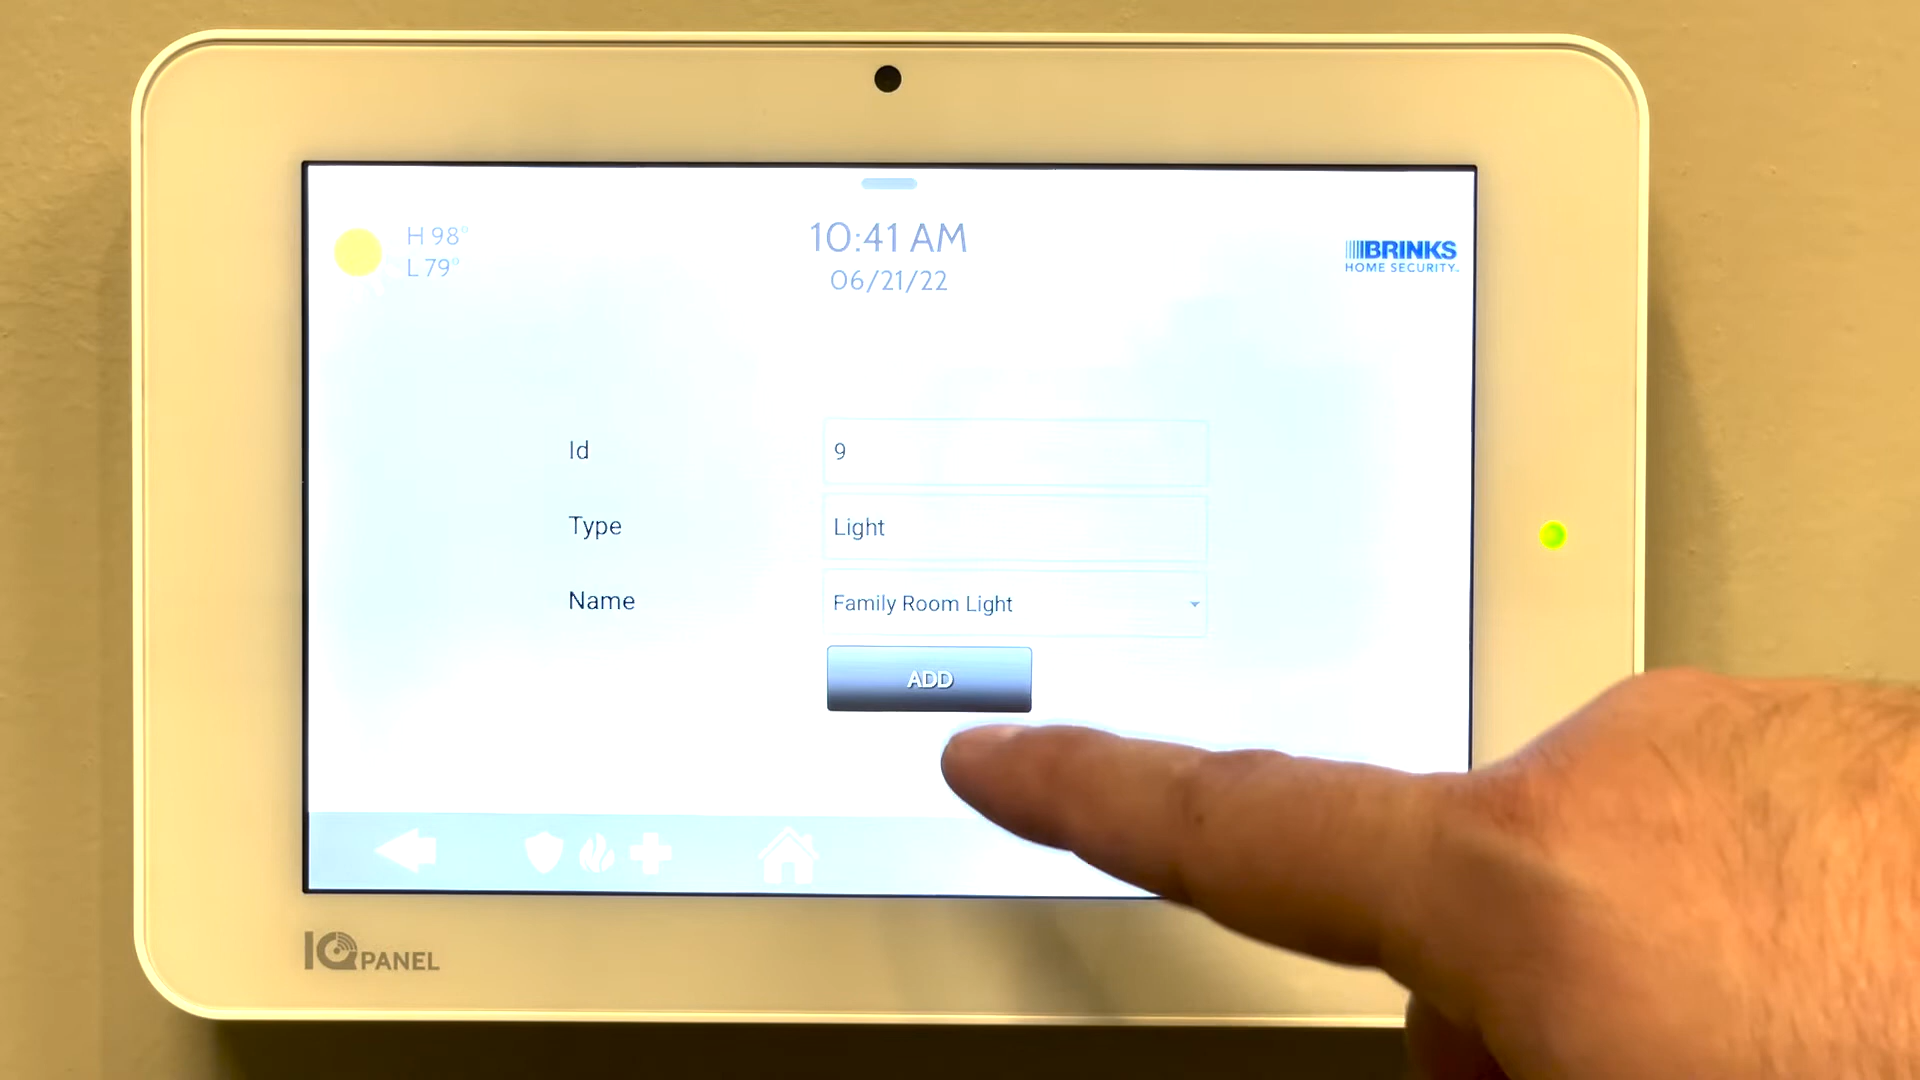 H 98°
L 79°
10:41 AM
06/21/22
BRINKS
HOME SECURITY™
Id
9
Type
Light
Name
Family Room Light
ADD
IQ PANEL